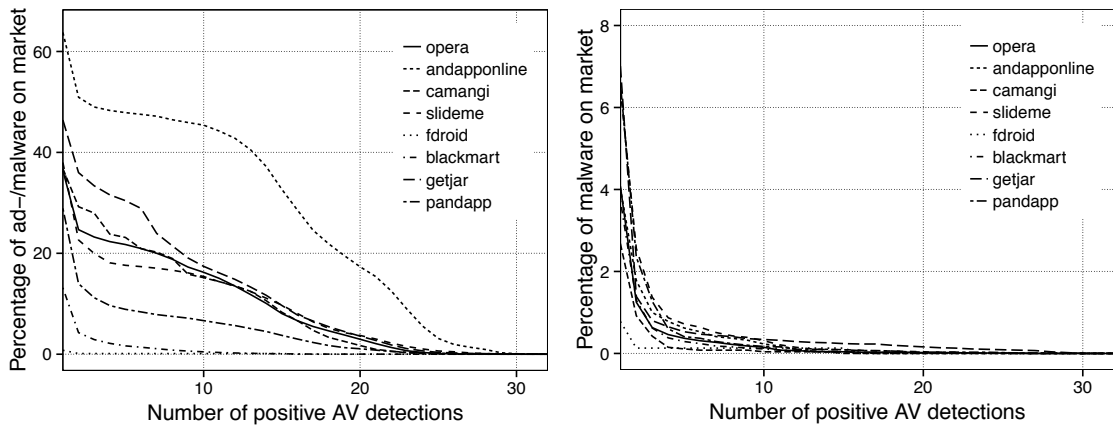 Percentage of ad−/malware on market
60
40
20
0
10
20
30
Number of positive AV detections
opera
andapponline
camangi
slideme
fdroid
blackmart
getjar
pandapp
Percentage of malware on market
8
6
4
2
0
10
20
30
Number of positive AV detections
opera
andapponline
camangi
slideme
fdroid
blackmart
getjar
pandapp